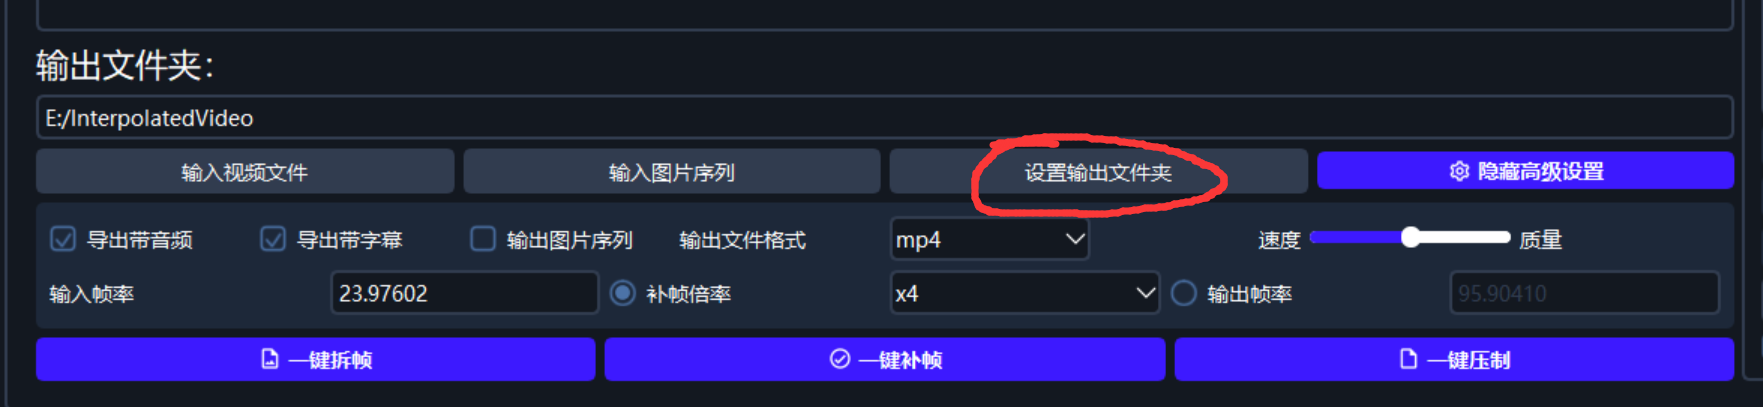 输出文件夹：
E:/InterpolatedVideo
输入视频文件 输入图片序列 设置输出文件夹 隐藏高级设置
导出带音频 导出带字幕 输出图片序列 输出文件格式 mp4 速度 质量
输入帧率 23.97602 补帧倍率 x4 输出帧率 95.90410
一键拆帧 一键补帧 一键压制